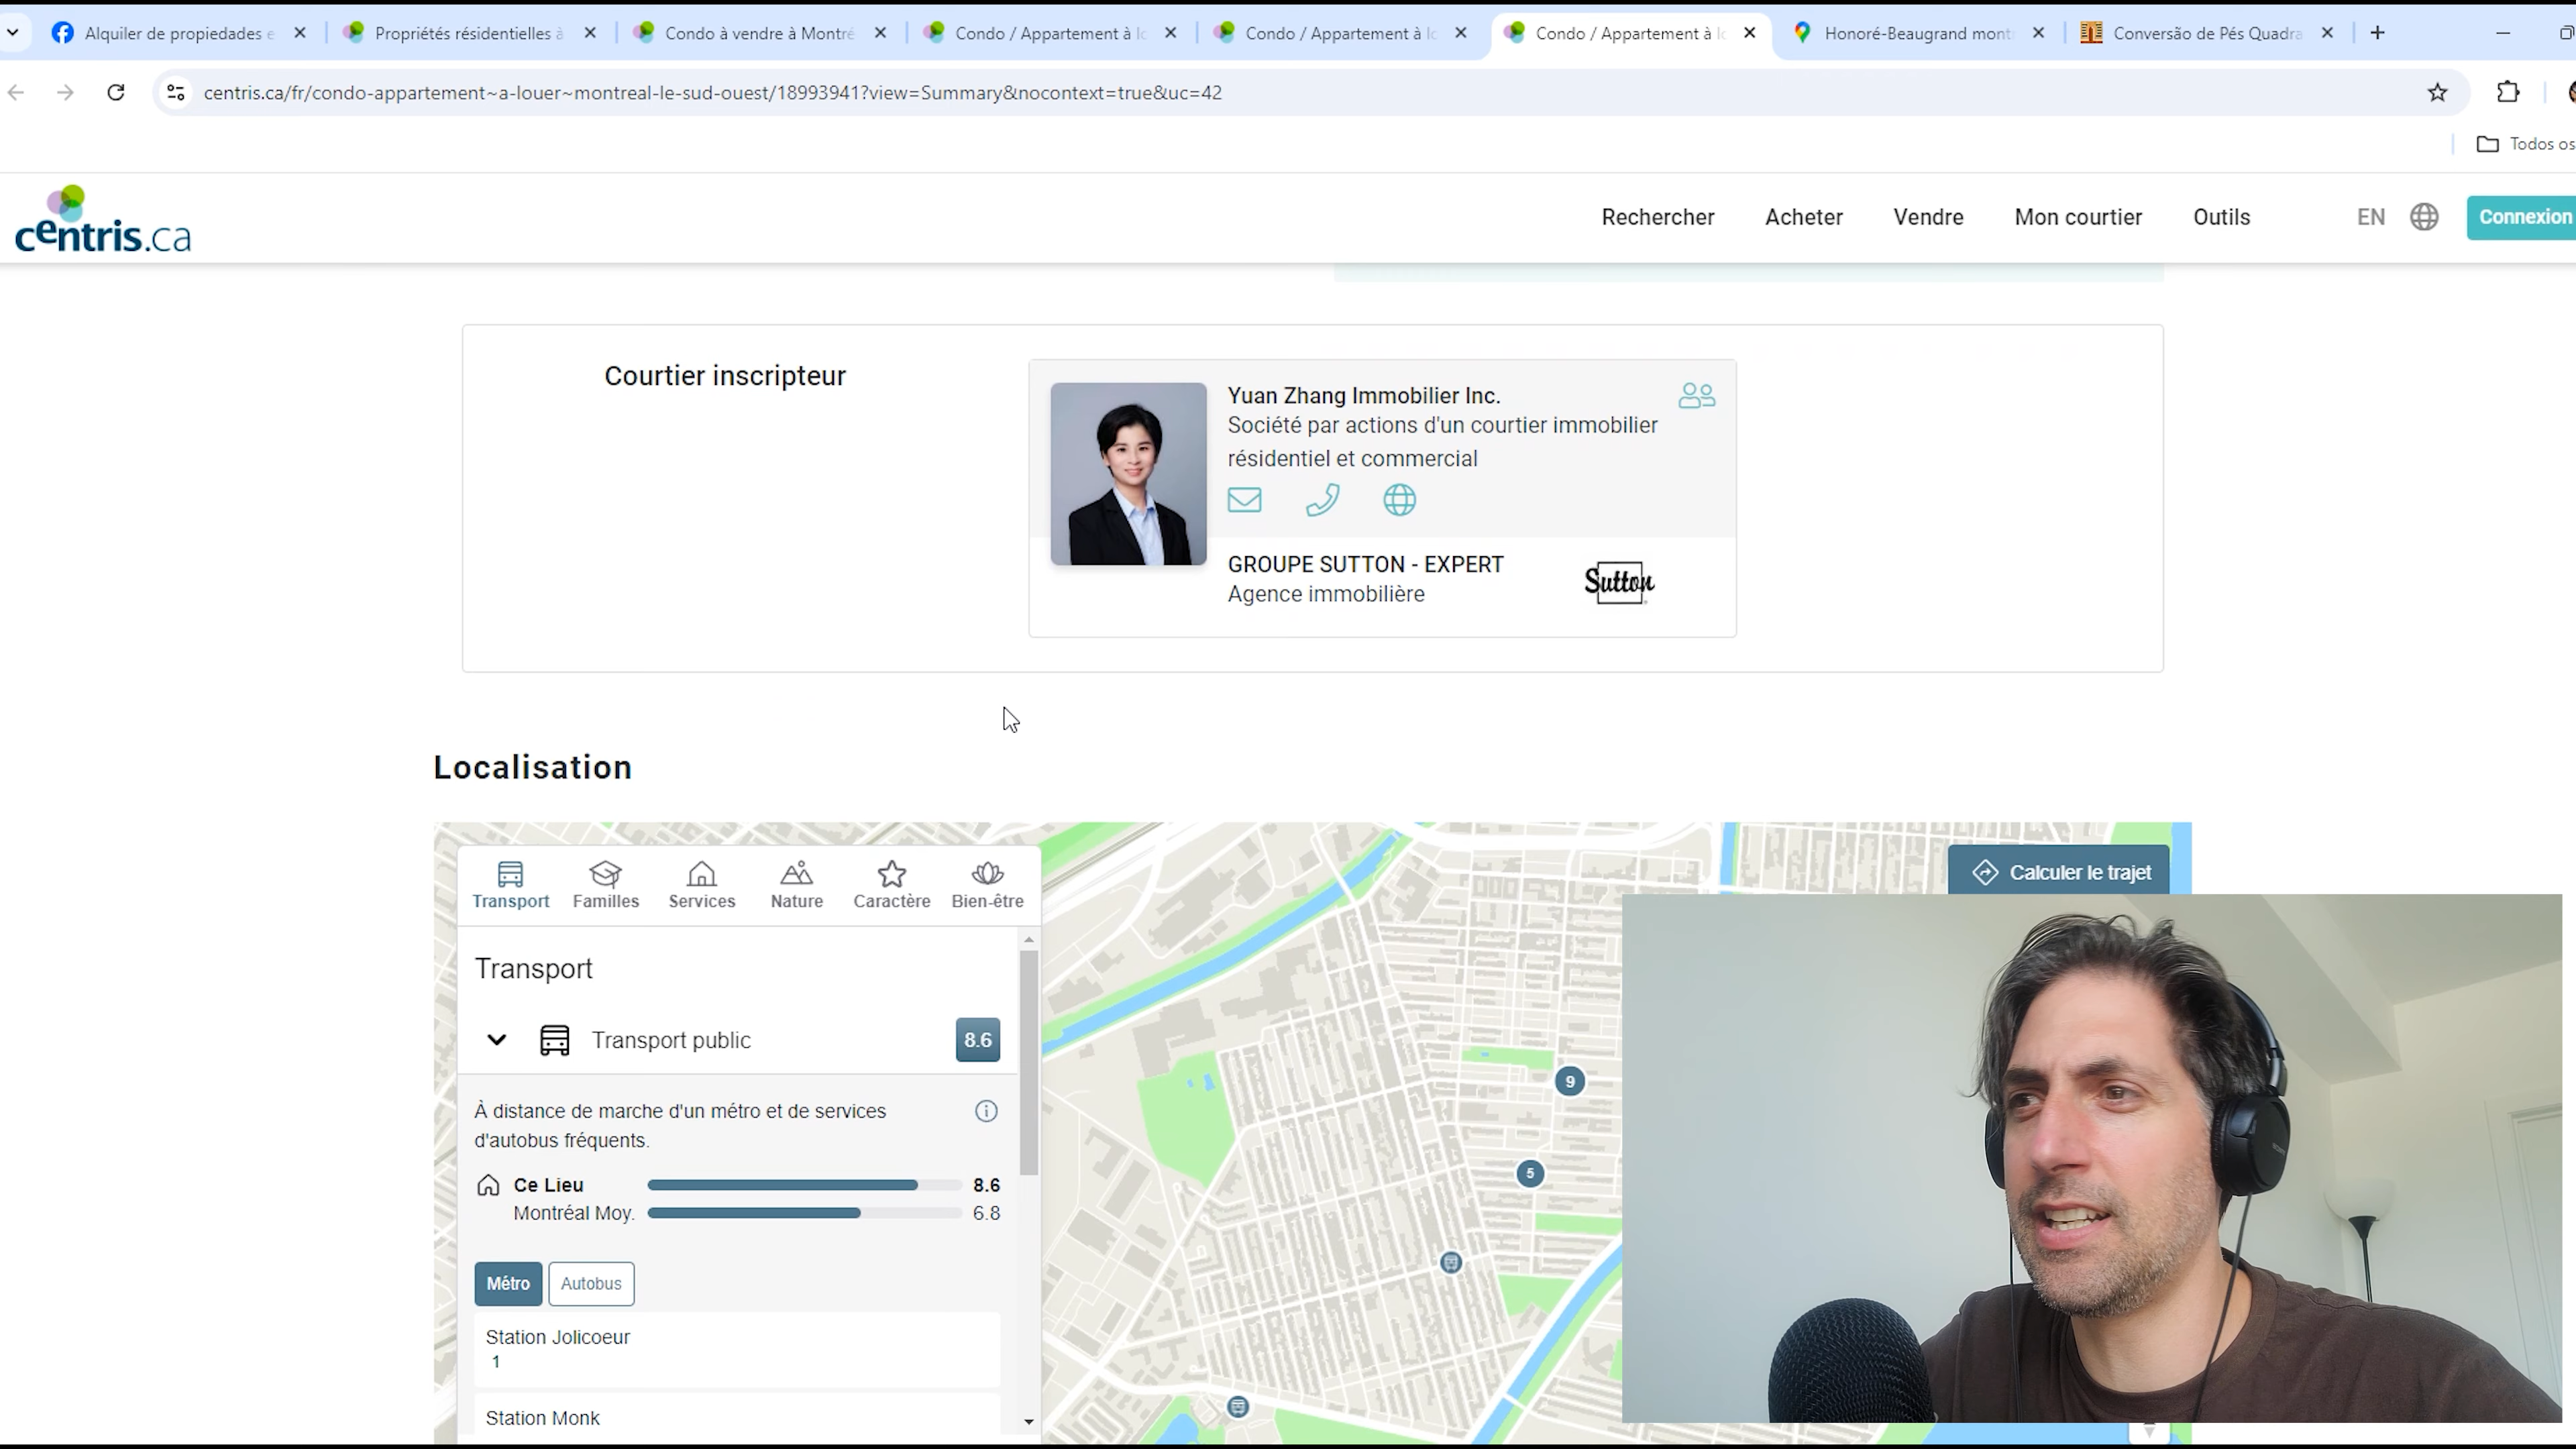 Alquiler de propiedades e
Propriétés résidentielles à
Condo à vendre à Montré
Condo / Appartement à lo
Condo / Appartement à lo
Condo / Appartement à lo
Honoré-Beaugrand mont
Conversão de Pés Quadra
centris.ca/fr/condo-appartement~a-louer~montreal-le-sud-ouest/18993941?view=Summary&nocontext=true&uc=42
Todos os
centris.ca
Rechercher
Acheter
Vendre
Mon courtier
Outils
EN
Connexion
Courtier inscripteur
Yuan Zhang Immobilier Inc.
Société par actions d'un courtier immobilier
résidentiel et commercial
GROUPE SUTTON - EXPERT
Agence immobilière
Sutton
Localisation
Transport
Familles
Services
Nature
Caractère
Bien-être
Calculer le trajet
Transport
Transport public
8.6
À distance de marche d'un métro et de services
d'autobus fréquents.
Ce Lieu
8.6
Montréal Moy.
6.8
Métro
Autobus
Station Jolicoeur
1
Station Monk
9
5